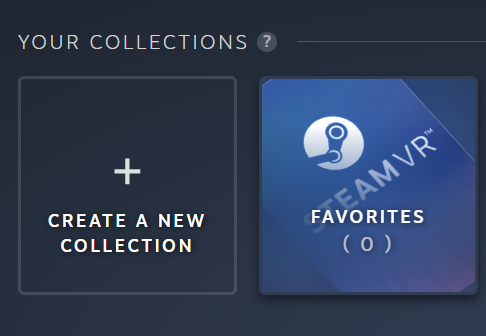 YOUR COLLECTIONS ?
+
CREATE A NEW
COLLECTION
STEAMVR™
FAVORITES
( 0 )